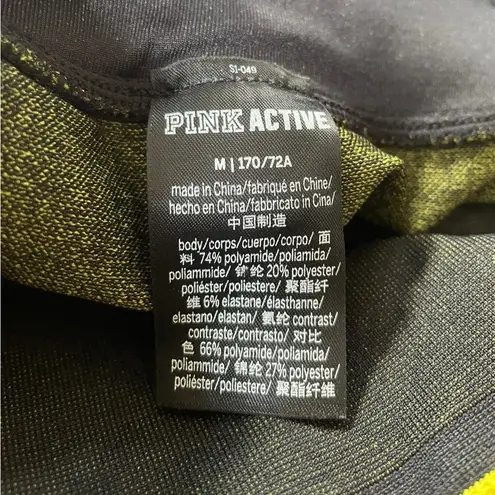 SI-049
PINK ACTIVE
M | 170/72A
made in China/fabriqué en Chine/
hecho en China/fabbricato in Cina/
中国制造
body/corps/cuerpo/corpo/ 面
料 74% polyamide/poliamida/
poliammide/ 锦纶 20% polyester/
poliéster/poliestere/ 聚酯纤
维 6% elastane/élasthanne/
elastano/elastan/ 氨纶 contrast/
contraste/contrasto/ 对比
色 66% polyamide/poliamida/
poliammide/ 锦纶 27% polyester/
poliéster/poliestere/ 聚酯纤维